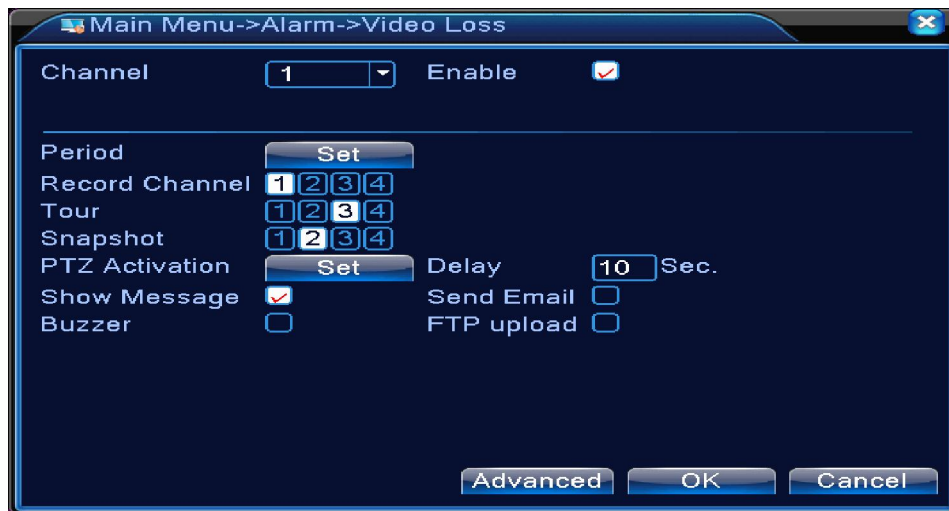 Main Menu->Alarm->Video Loss
Channel 1 Enable
Period Set
Record Channel 1 2 3 4
Tour 1 2 3 4
Snapshot 1 2 3 4
PTZ Activation Set Delay 10 Sec.
Show Message Send Email
Buzzer FTP upload
Advanced OK Cancel